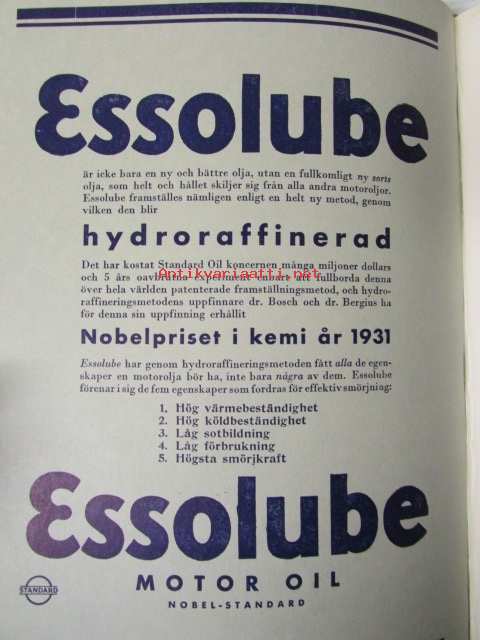 Essolube
är icke bara en ny och bättre olja, utan en fullkomligt ny sorts
olja, som helt och hållet skiljer sig från alla andra motoroljor.
Essolube framställes nämligen enligt en helt ny metod, genom
vilken den blir
hydroraffinerad
Det har kostat Standard Oil koncernen många miljoner dollars
och 5 års oavbrutna experiment enbart att fullborda denna
över hela världen patenterade framställningsmetod, och hydro-
raffineringsmetodens uppfinnare dr. Bosch och dr. Bergius ha
för denna sin uppfinning erhållit
Antikvariaatti.net
Nobelpriset i kemi år 1931
Essolube har genom hydroraffineringsmetoden fått alla de egen-
skaper en motorolja bör ha, inte bara några av dem. Essolube
förenar i sig de fem egenskaper som fordras för effektiv smörjning:
1. Hög värmebeständighet
2. Hög köldbeständighet
3. Låg sotbildning
4. Låg förbrukning
5. Högsta smörjkraft
Essolube
STANDARD
MOTOR OIL
NOBEL-STANDARD